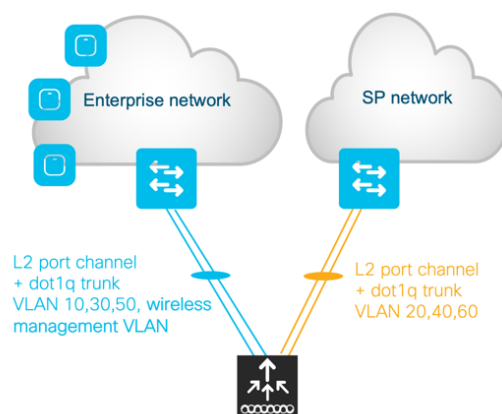 Enterprise network
SP network
L2 port channel
+ dot1q trunk
VLAN 10,30,50, wireless
management VLAN
L2 port channel
+ dot1q trunk
VLAN 20,40,60